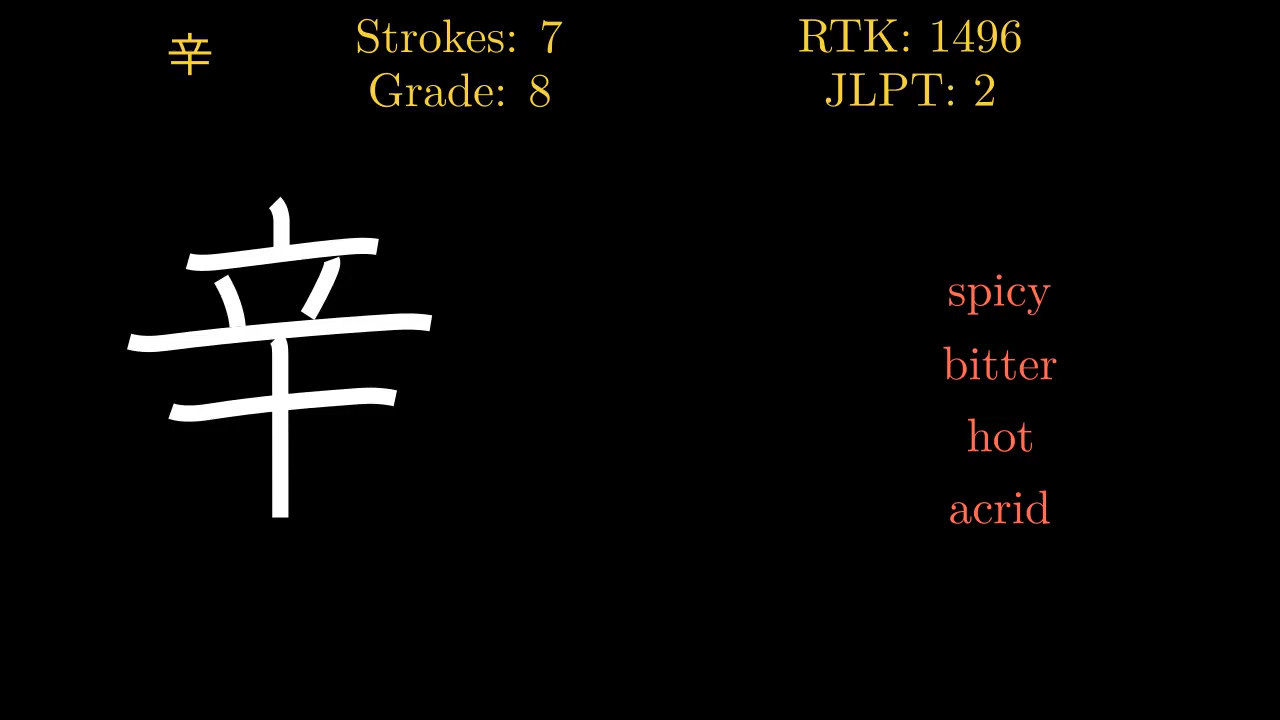 辛
Strokes: 7
Grade: 8
RTK: 1496
JLPT: 2
辛
spicy
bitter
hot
acrid